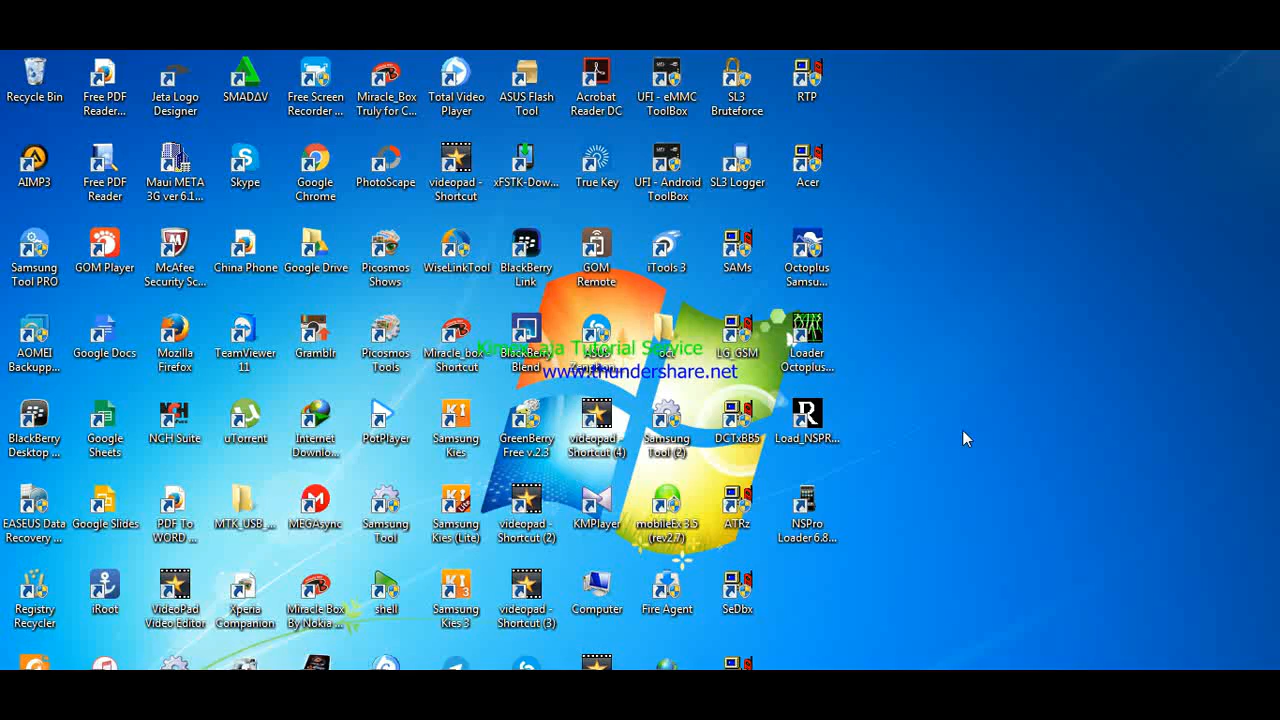 Recycle Bin
Free PDF
Reader...
Jeta Logo
Designer
SMADΔV
Free Screen
Recorder ...
Miracle_Box
Truly for C...
Total Video
Player
ASUS Flash
Tool
Acrobat
Reader DC
UFI - eMMC
ToolBox
SL3
Bruteforce
RTP
AIMP3
Free PDF
Reader
Maui META
3G ver 6.1...
Skype
Google
Chrome
PhotoScape
videopad -
Shortcut
xFSTK-Dow...
True Key
UFI - Android
ToolBox
SL3 Logger
Acer
Samsung
Tool PRO
GOM Player
McAfee
Security Sc...
China Phone
Google Drive
Picosmos
Shows
WiseLinkTool
BlackBerry
Link
GOM
Remote
iTools 3
SAMs
Octoplus
Samsu...
AOMEI
Backupp...
Google Docs
Mozilla
Firefox
TeamViewer
11
Gramblr
Picosmos
Tools
Miracle_box
Shortcut
BlackBerry
Blend
ASUS
oct
LG_GSM
Loader
Octoplus...
aja Tutorial Service
www.thundershare.net
BlackBerry
Desktop ...
Google
Sheets
NCH Suite
uTorrent
Internet
Downlo...
PotPlayer
Samsung
Kies
GreenBerry
Free v.2.3
videopad -
Shortcut (4)
Samsung
Tool (2)
DCTxBB5
Load_NSPR...
EASEUS Data
Recovery ...
Google Slides
PDF To
WORD ...
MTK_USB_...
MEGAsync
Samsung
Tool
Samsung
Kies (Lite)
videopad -
Shortcut (2)
KMPlayer
mobileEx 3.5
(rev2.7)
ATRz
NSPro
Loader 6.8...
Registry
Recycler
iRoot
VideoPad
Video Editor
Xperia
Companion
Miracle Box
By Nokia ...
shell
Samsung
Kies 3
videopad -
Shortcut (3)
Computer
Fire Agent
SeDbx